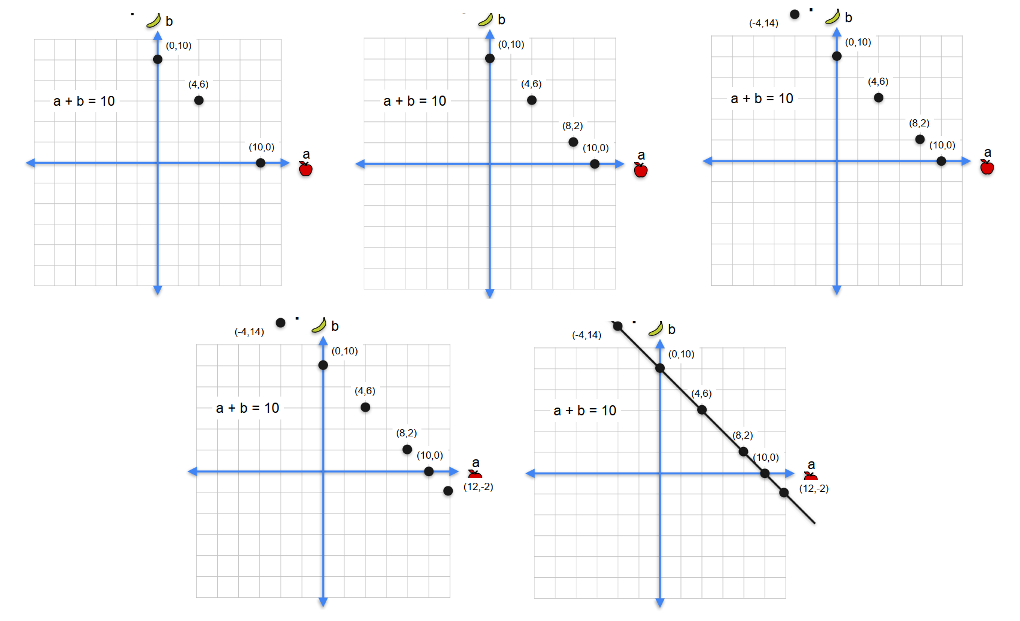 b
(0,10)
(4,6)
a + b = 10
(10,0)
a
b
(0,10)
(4,6)
a + b = 10
(8,2)
(10,0)
a
(-4,14)
b
(0,10)
(4,6)
a + b = 10
(8,2)
(10,0)
a
(-4,14)
b
(0,10)
(4,6)
a + b = 10
(8,2)
(10,0)
a
(12,-2)
(-4,14)
b
(0,10)
(4,6)
a + b = 10
(8,2)
(10,0)
a
(12,-2)